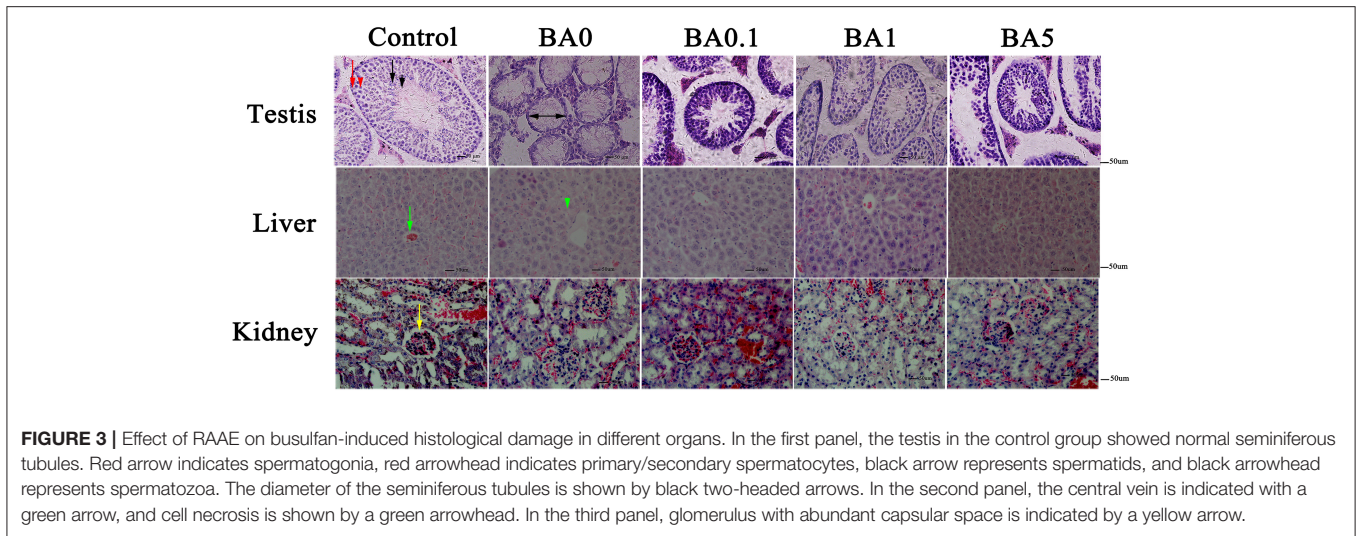 Control BA0 BA0.1 BA1 BA5
Testis
50um
Liver
50um
Kidney
50um
FIGURE 3 | Effect of RAAE on busulfan-induced histological damage in different organs. In the first panel, the testis in the control group showed normal seminiferous
tubules. Red arrow indicates spermatogonia, red arrowhead indicates primary/secondary spermatocytes, black arrow represents spermatids, and black arrowhead
represents spermatozoa. The diameter of the seminiferous tubules is shown by black two-headed arrows. In the second panel, the central vein is indicated with a
green arrow, and cell necrosis is shown by a green arrowhead. In the third panel, glomerulus with abundant capsular space is indicated by a yellow arrow.